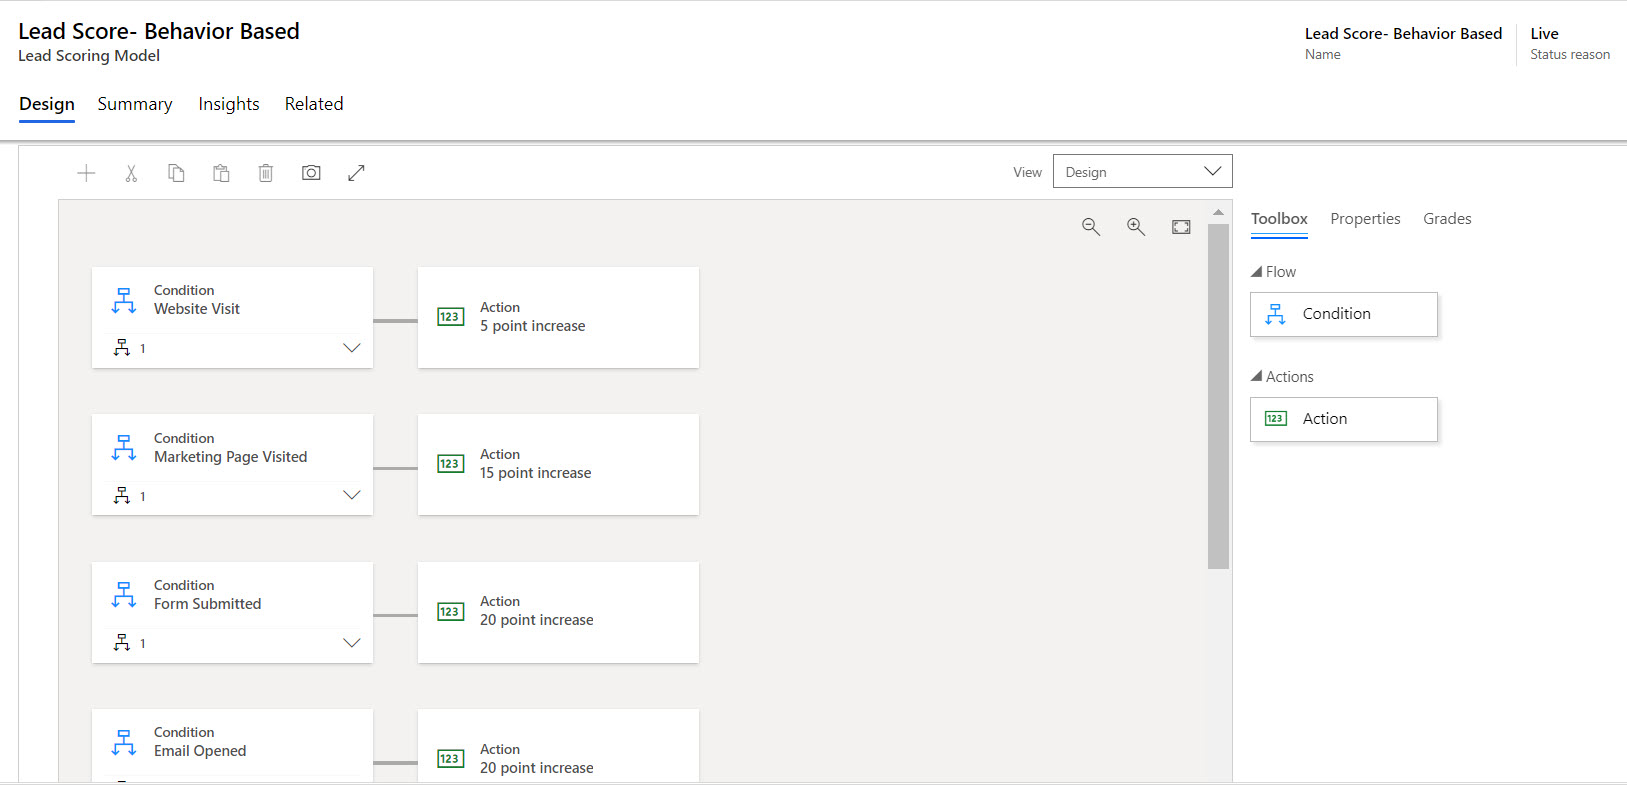 Lead Score- Behavior Based
Lead Scoring Model
Lead Score- Behavior Based
Name
Live
Status reason
Design Summary Insights Related
View Design
Toolbox Properties Grades
Flow
Condition
Actions
Action
Condition
Website Visit
1
Action
5 point increase
Condition
Marketing Page Visited
1
Action
15 point increase
Condition
Form Submitted
1
Action
20 point increase
Condition
Email Opened
Action
20 point increase
123
123
123
123
123